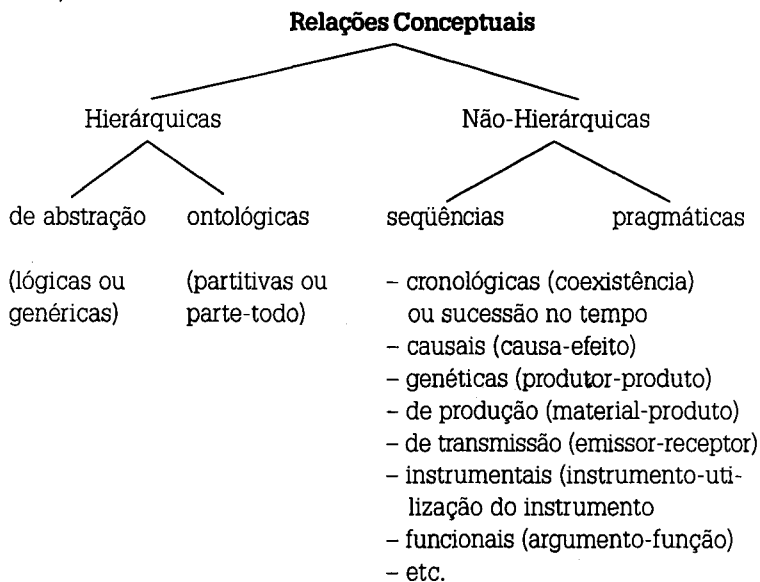 Relações Conceptuais
Hierárquicas Não-Hierárquicas
de abstração ontológicas seqüências pragmáticas
(lógicas ou (partitivas ou – cronológicas (coexistência)
genéricas) parte-todo) ou sucessão no tempo
– causais (causa-efeito)
– genéticas (produtor-produto)
– de produção (material-produto)
– de transmissão (emissor-receptor)
– instrumentais (instrumento-uti-
lização do instrumento
– funcionais (argumento-função)
– etc.